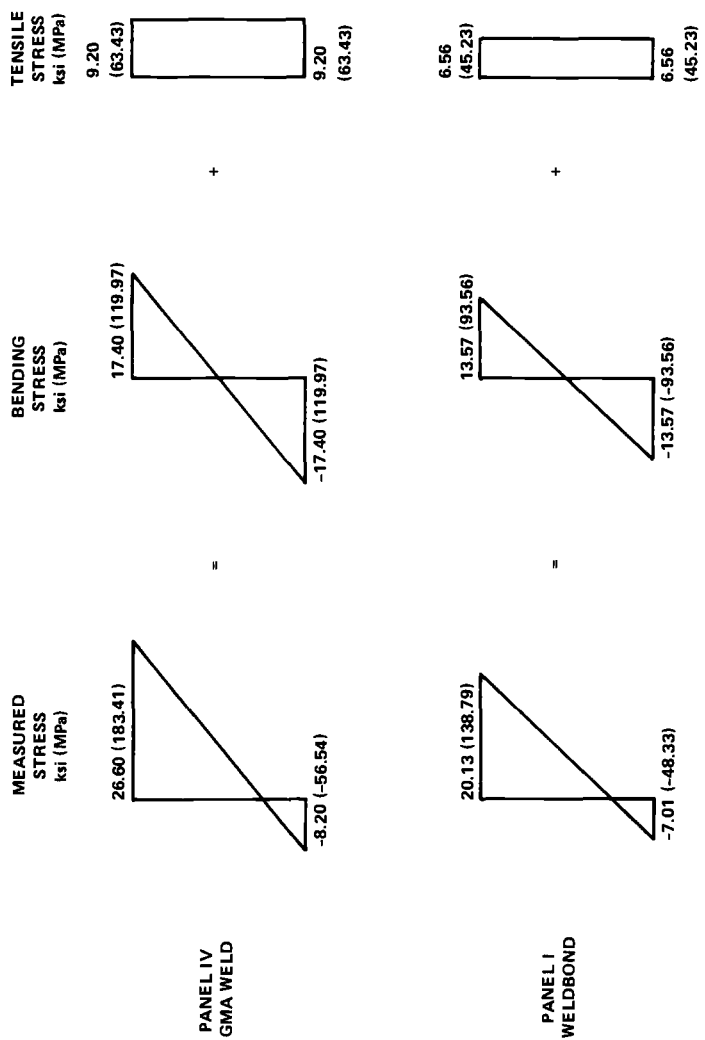 MEASURED
STRESS
ksi (MPa)
BENDING
STRESS
ksi (MPa)
TENSILE
STRESS
ksi (MPa)
PANEL IV
GMA WELD
26.60 (183.41)
-8.20 (-56.54)
=
17.40 (119.97)
-17.40 (119.97)
+
9.20
(63.43)
9.20
(63.43)
PANEL I
WELDBOND
20.13 (138.79)
-7.01 (-48.33)
=
13.57 (93.56)
-13.57 (-93.56)
+
6.56
(45.23)
6.56
(45.23)